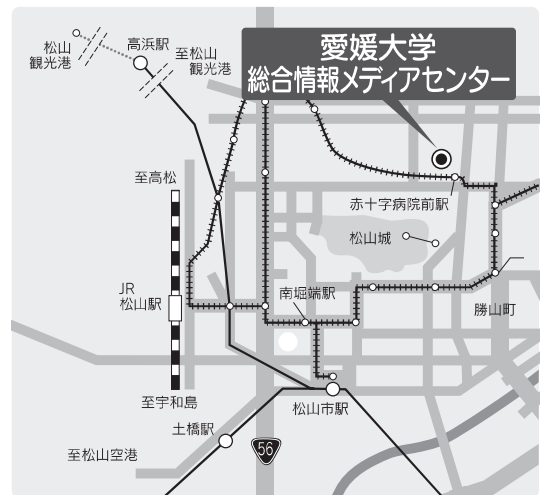 松山
観光港
高浜駅
至松山
観光港
愛媛大学
総合情報メディアセンター
至高松
赤十字病院前駅
松山城
JR
松山駅
南堀端駅
勝山町
至宇和島
松山市駅
土橋駅
56
至松山空港